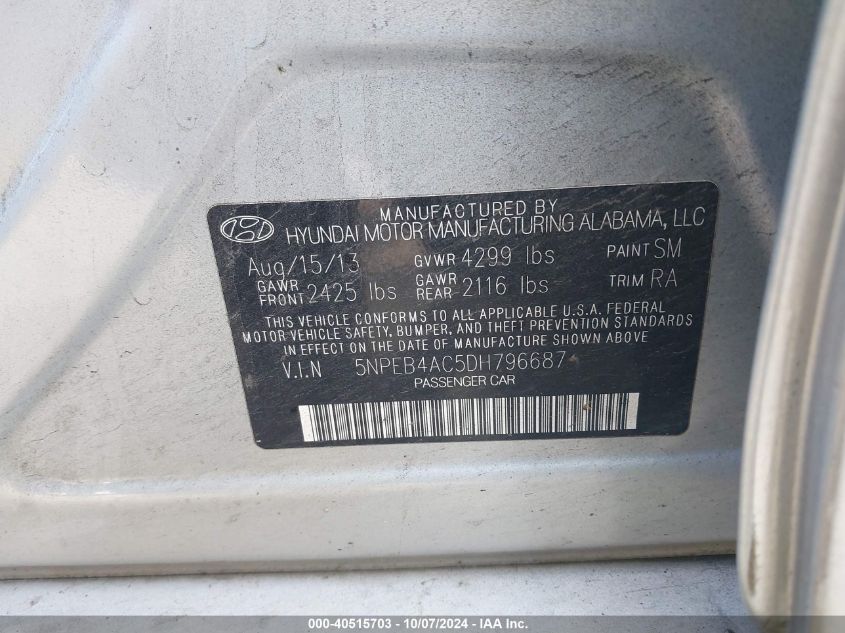 MANUFACTURED BY
HYUNDAI MOTOR MANUFACTURING ALABAMA, LLC
Aug/15/13 GVWR 4299 lbs PAINT SM
GAWR FRONT 2425 lbs GAWR REAR 2116 lbs TRIM RA
THIS VEHICLE CONFORMS TO ALL APPLICABLE U.S.A. FEDERAL
MOTOR VEHICLE SAFETY, BUMPER, AND THEFT PREVENTION STANDARDS
IN EFFECT ON THE DATE OF MANUFACTURE SHOWN ABOVE
V.I.N 5NPEB4AC5DH796687
PASSENGER CAR
000-40515703 - 10/07/2024 - IAA Inc.